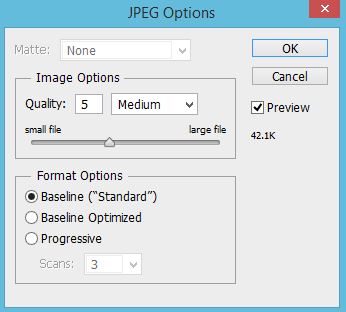 JPEG Options
Matte: None
OK
Cancel
Preview
42.1K
Image Options
Quality: 5 Medium
small file large file
Format Options
Baseline (“Standard”)
Baseline Optimized
Progressive
Scans: 3